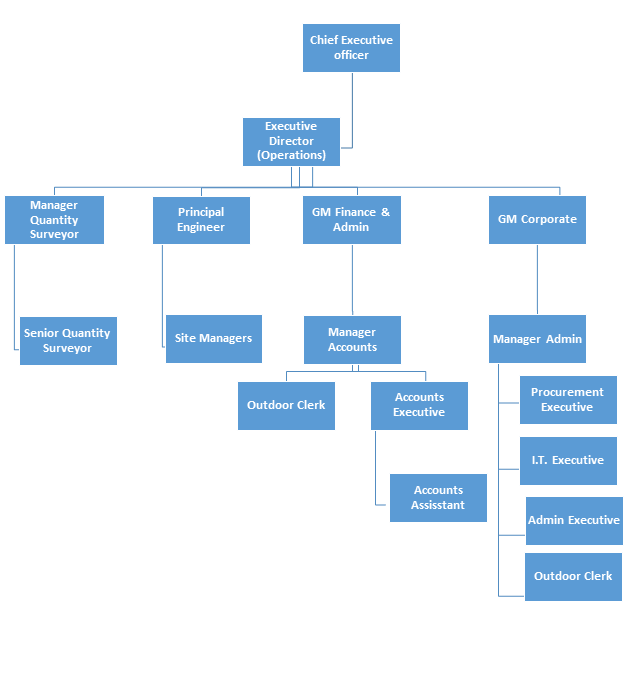 Chief Executive
officer
Executive
Director
(Operations)
Manager
Quantity
Surveyor
Principal
Engineer
GM Finance &
Admin
GM Corporate
Senior Quantity
Surveyor
Site Managers
Manager
Accounts
Manager Admin
Outdoor Clerk
Accounts
Executive
Procurement
Executive
I.T. Executive
Accounts
Assisstant
Admin Executive
Outdoor Clerk